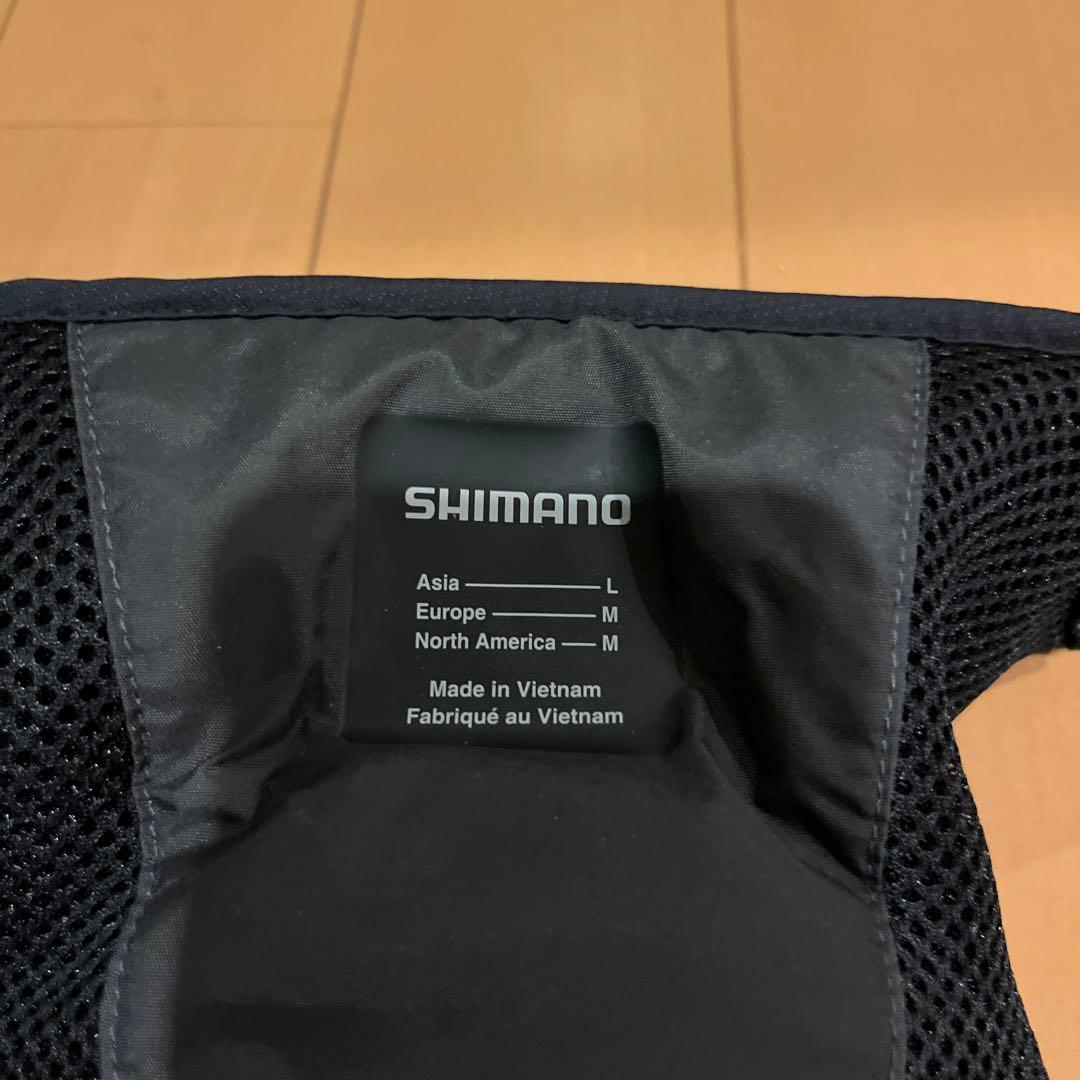 SHIMANO
Asia L
Europe M
North America M
Made in Vietnam
Fabriqué au Vietnam